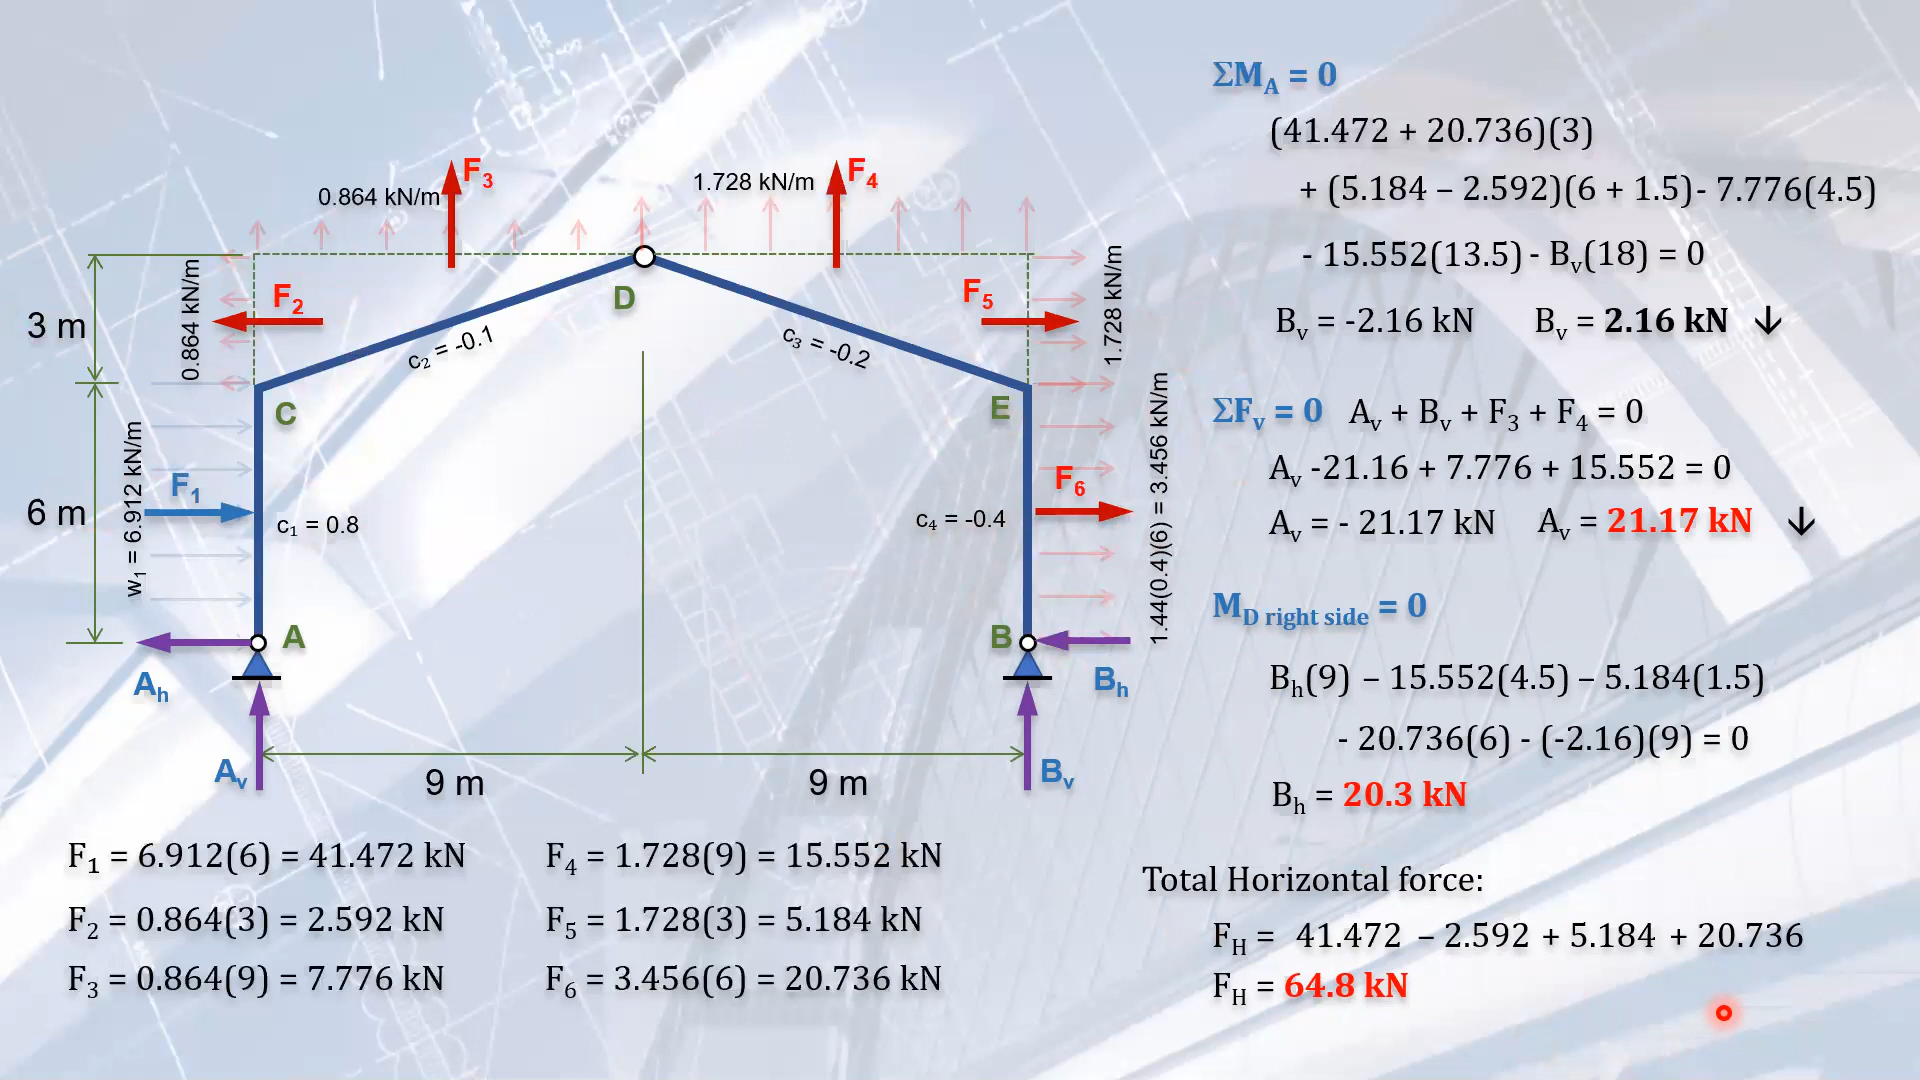 F₃
F₄
0.864 kN/m
1.728 kN/m
3 m
0.864 kN/m
F₂
D
F₅
1.728 kN/m
c₂ = -0.1
c₃ = -0.2
C
E
6 m
w₁ = 6.912 kN/m
F₁
c₁ = 0.8
c₄ = -0.4
F₆
1.44(0.4)(6) = 3.456 kN/m
A
B
Aₕ
Bₕ
Aᵥ
9 m
9 m
Bᵥ
F₁ = 6.912(6) = 41.472 kN
F₂ = 0.864(3) = 2.592 kN
F₃ = 0.864(9) = 7.776 kN
F₄ = 1.728(9) = 15.552 kN
F₅ = 1.728(3) = 5.184 kN
F₆ = 3.456(6) = 20.736 kN
ΣM_A = 0
(41.472 + 20.736)(3)
+ (5.184 – 2.592)(6 + 1.5)- 7.776(4.5)
- 15.552(13.5) - Bᵥ(18) = 0
Bᵥ = -2.16 kN Bᵥ = 2.16 kN ↓
ΣFᵥ = 0 Aᵥ + Bᵥ + F₃ + F₄ = 0
Aᵥ -21.16 + 7.776 + 15.552 = 0
Aᵥ = - 21.17 kN Aᵥ = 21.17 kN ↓
M_D right side = 0
Bₕ(9) – 15.552(4.5) – 5.184(1.5)
- 20.736(6) - (-2.16)(9) = 0
Bₕ = 20.3 kN
Total Horizontal force:
F_H = 41.472 – 2.592 + 5.184 + 20.736
F_H = 64.8 kN